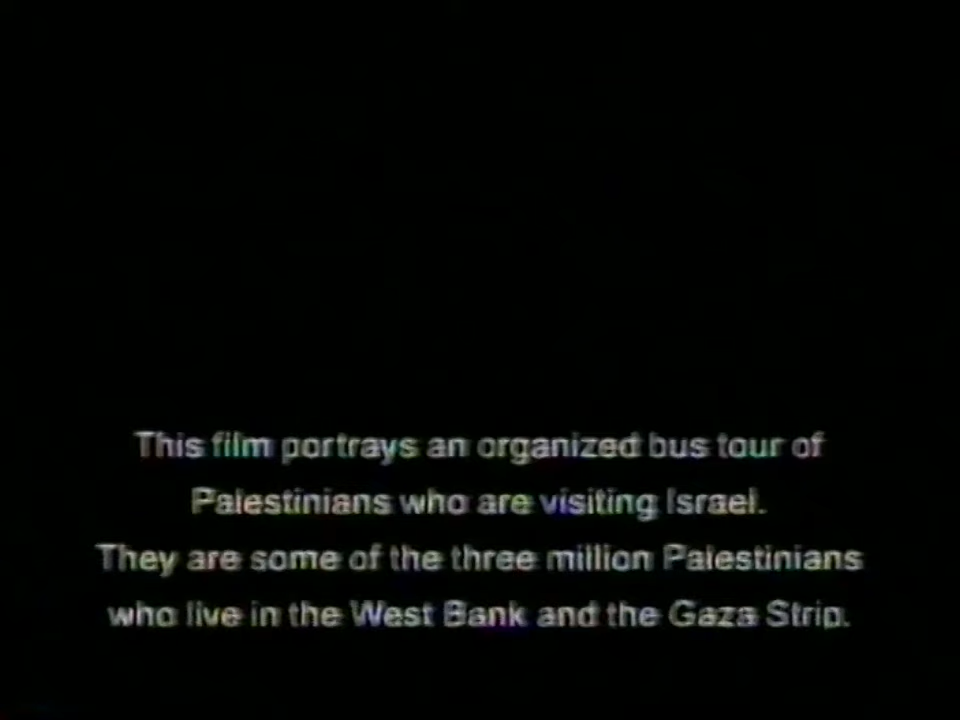 This film portrays an organized bus tour of
Palestinians who are visiting Israel.
They are some of the three million Palestinians
who live in the West Bank and the Gaza Strip.